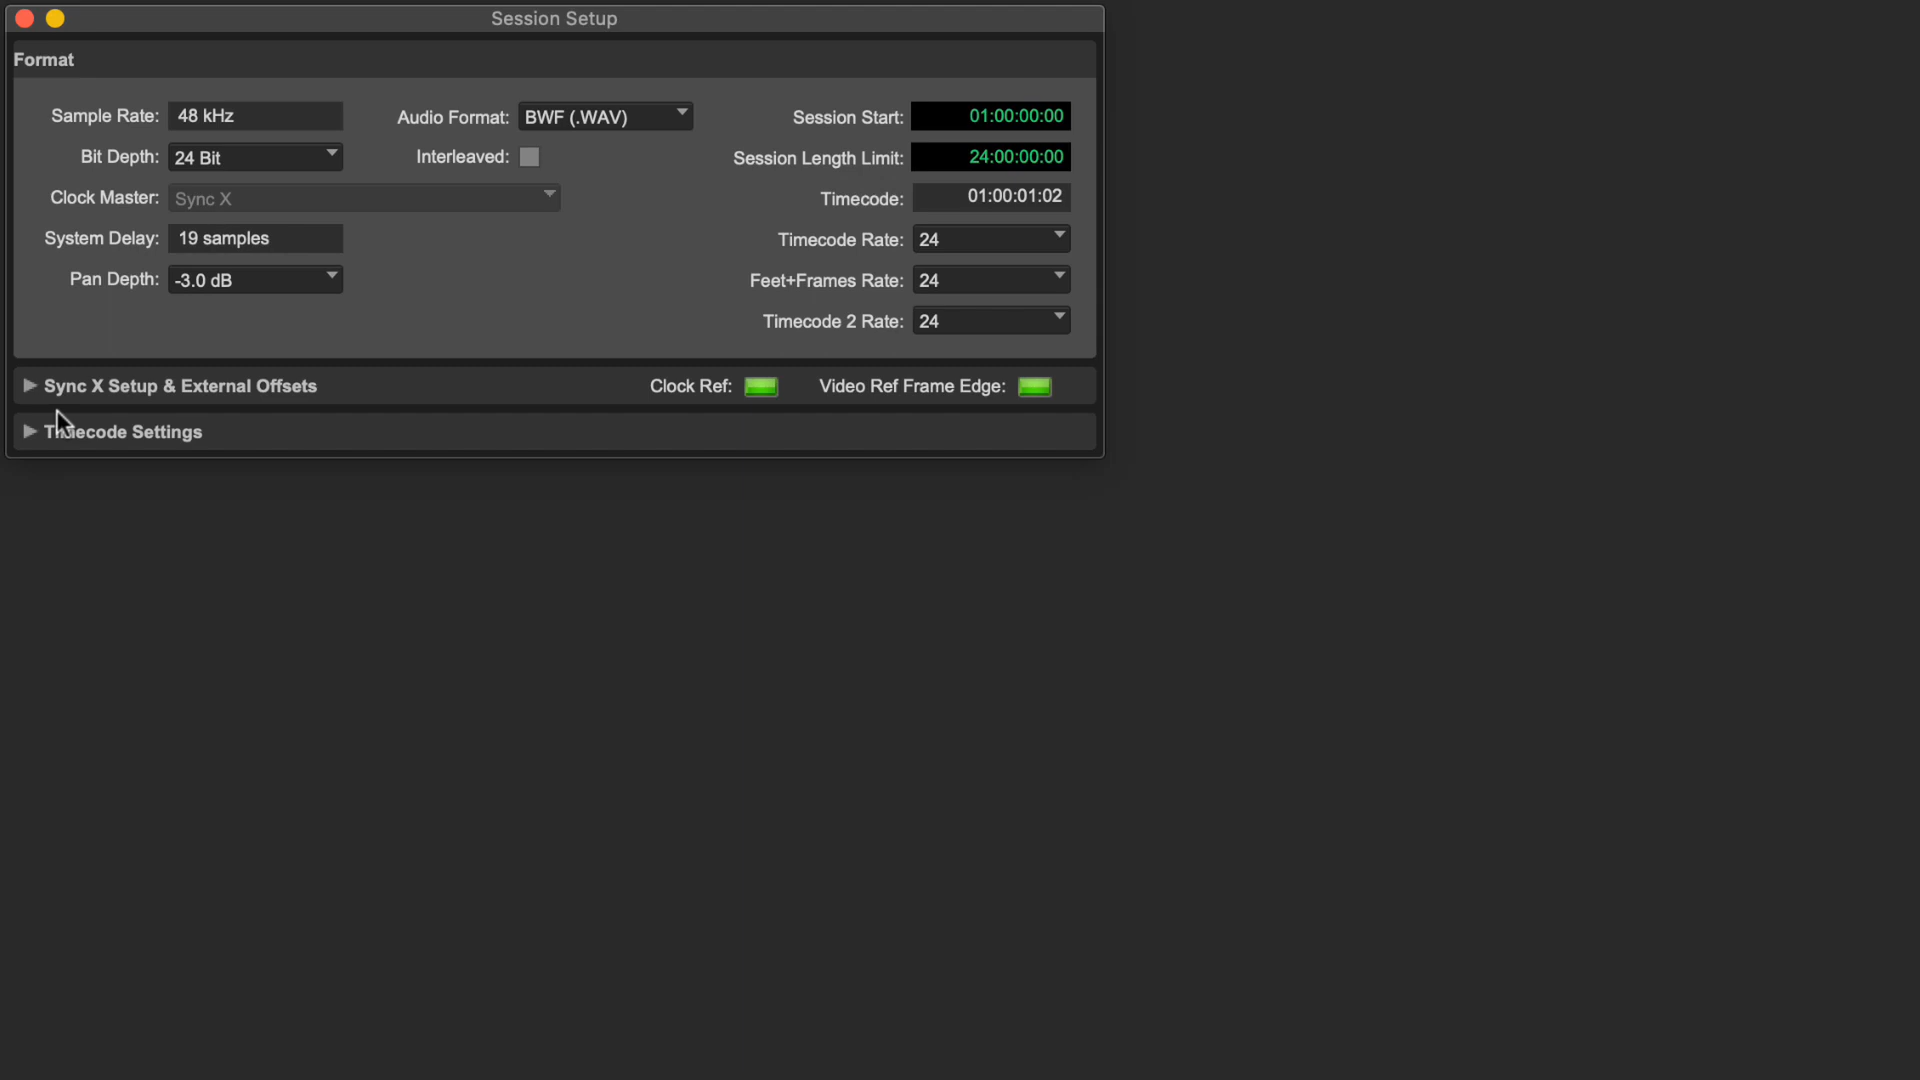 Session Setup
Format
Sample Rate: 48 kHz
Audio Format: BWF (.WAV)
Session Start: 01:00:00:00
Bit Depth: 24 Bit
Interleaved:
Session Length Limit: 24:00:00:00
Clock Master: Sync X
Timecode: 01:00:01:02
System Delay: 19 samples
Timecode Rate: 24
Pan Depth: -3.0 dB
Feet+Frames Rate: 24
Timecode 2 Rate: 24
Sync X Setup & External Offsets
Clock Ref:
Video Ref Frame Edge:
Timecode Settings